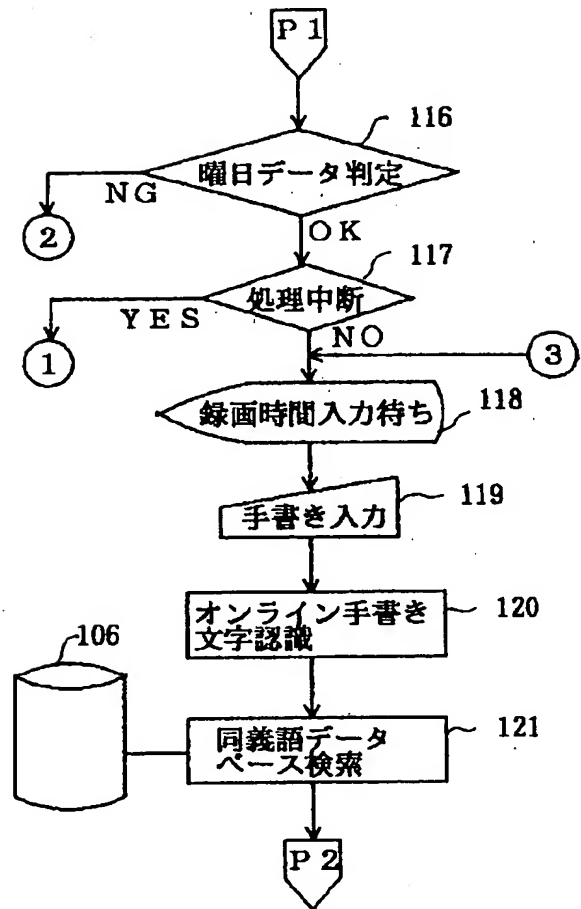 P1
116
曜日データ判定
NG
②
OK
117
処理中断
YES
NO
①
③
録画時間入力待ち
118
手書き入力
119
オンライン手書き
文字認識
120
106
同義語データ
ベース検索
121
P2